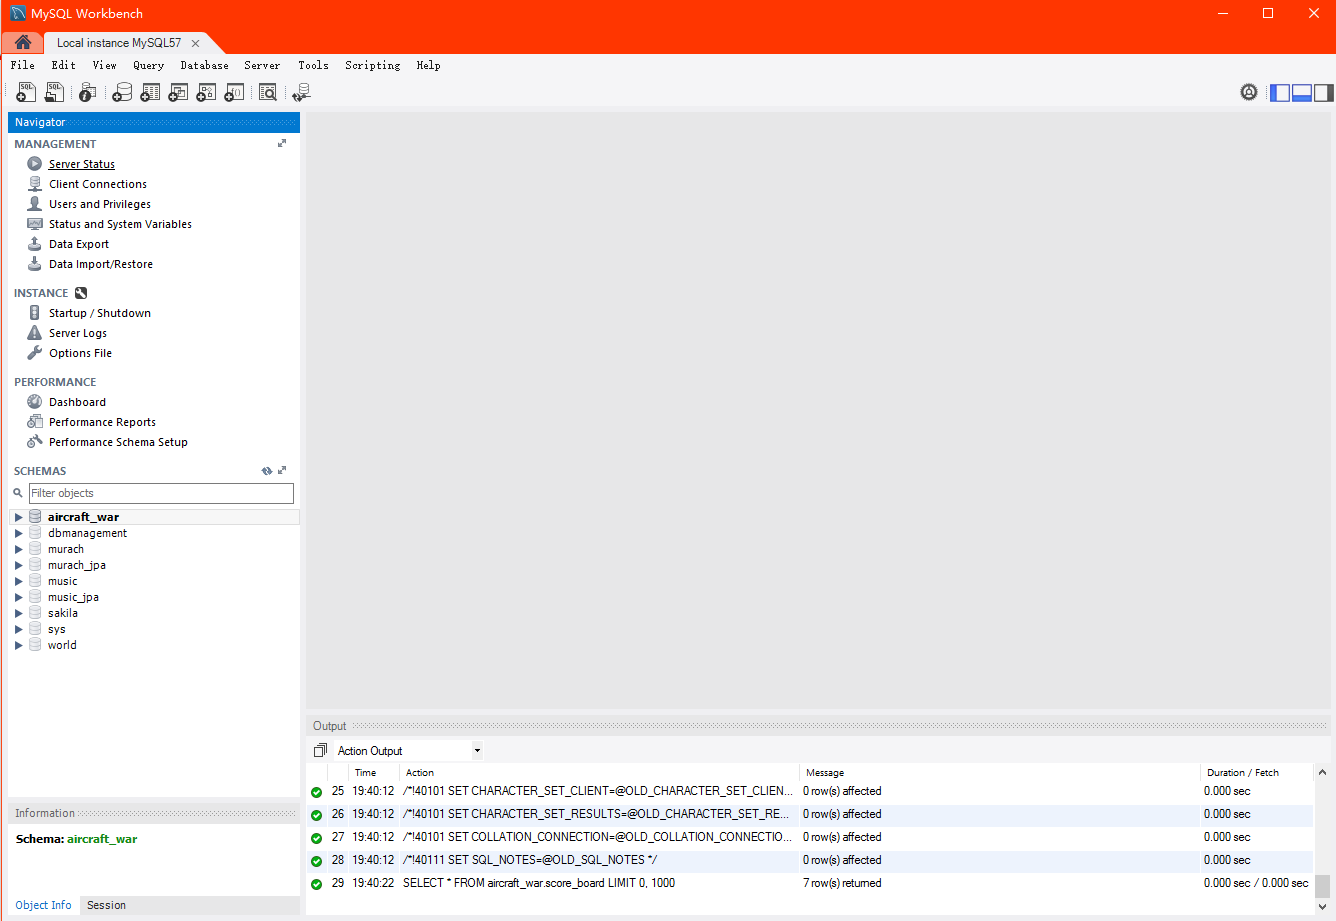 MySQL Workbench
Local instance MySQL57
File Edit View Query Database Server Tools Scripting Help
Navigator
MANAGEMENT
Server Status
Client Connections
Users and Privileges
Status and System Variables
Data Export
Data Import/Restore
INSTANCE
Startup / Shutdown
Server Logs
Options File
PERFORMANCE
Dashboard
Performance Reports
Performance Schema Setup
SCHEMAS
Filter objects
aircraft_war
dbmanagement
murach
murach_jpa
music
music_jpa
sakila
sys
world
Information
Schema: aircraft_war
Object Info Session
Output
Action Output
Time Action Message Duration / Fetch
25 19:40:12 /*!40101 SET CHARACTER_SET_CLIENT=@OLD_CHARACTER_SET_CLIEN... 0 row(s) affected 0.000 sec
26 19:40:12 /*!40101 SET CHARACTER_SET_RESULTS=@OLD_CHARACTER_SET_RE... 0 row(s) affected 0.000 sec
27 19:40:12 /*!40101 SET COLLATION_CONNECTION=@OLD_COLLATION_CONNECTIO... 0 row(s) affected 0.000 sec
28 19:40:12 /*!40111 SET SQL_NOTES=@OLD_SQL_NOTES */ 0 row(s) affected 0.000 sec
29 19:40:22 SELECT * FROM aircraft_war.score_board LIMIT 0, 1000 7 row(s) returned 0.000 sec / 0.000 sec